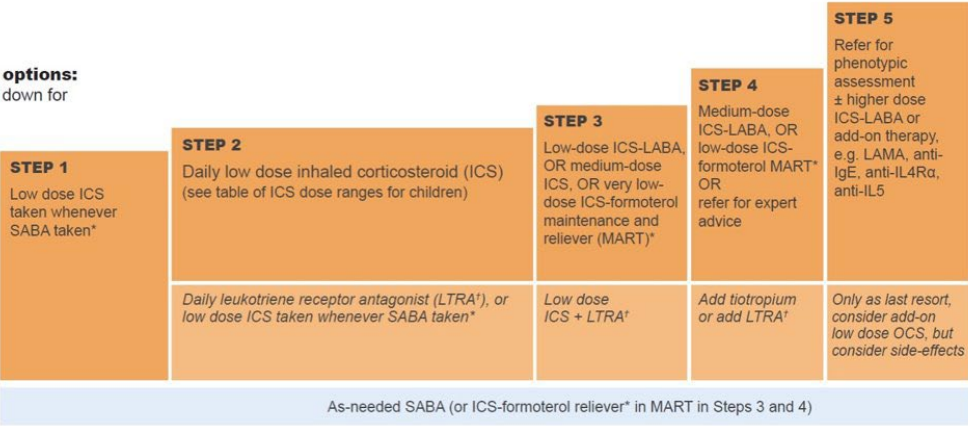 options:
down for
STEP 1
Low dose ICS
taken whenever
SABA taken*
STEP 2
Daily low dose inhaled corticosteroid (ICS)
(see table of ICS dose ranges for children)
STEP 3
Low-dose ICS-LABA,
OR medium-dose
ICS, OR very low-
dose ICS-formoterol
maintenance and
reliever (MART)*
STEP 4
Medium-dose
ICS-LABA, OR
low-dose ICS-
formoterol MART*
OR
refer for expert
advice
STEP 5
Refer for
phenotypic
assessment
± higher dose
ICS-LABA or
add-on therapy,
e.g. LAMA, anti-
IgE, anti-IL4Rα,
anti-IL5
Daily leukotriene receptor antagonist (LTRA†), or
low dose ICS taken whenever SABA taken*
Low dose
ICS + LTRA†
Add tiotropium
or add LTRA†
Only as last resort,
consider add-on
low dose OCS, but
consider side-effects
As-needed SABA (or ICS-formoterol reliever* in MART in Steps 3 and 4)